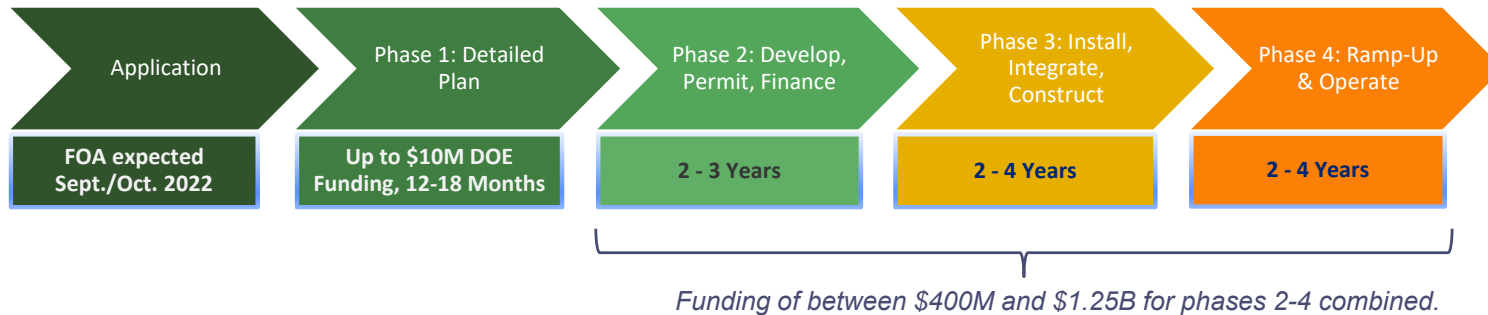 Application
Phase 1: Detailed
Plan
Phase 2: Develop,
Permit, Finance
Phase 3: Install,
Integrate,
Construct
Phase 4: Ramp-Up
& Operate
FOA expected
Sept./Oct. 2022
Up to $10M DOE
Funding, 12-18 Months
2 - 3 Years
2 - 4 Years
2 - 4 Years
Funding of between $400M and $1.25B for phases 2-4 combined.